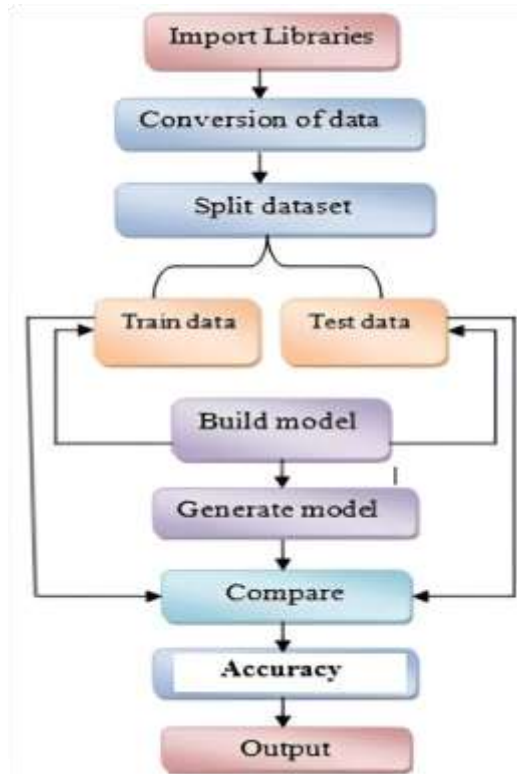 Import Libraries
Conversion of data
Split dataset
Train data
Test data
Build model
Generate model
Compare
Accuracy
Output